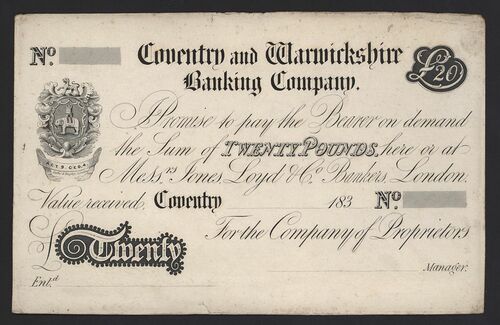 No. Coventry and Warwickshire £20
Banking Company.
I Promise to pay the Bearer on demand
the Sum of TWENTY POUNDS, here or at
Messrs. Jones, Loyd & Co. Bankers, London.
Value received, Coventry 183 No.
For the Company of Proprietors
£ Twenty
Manager.
Ent.d